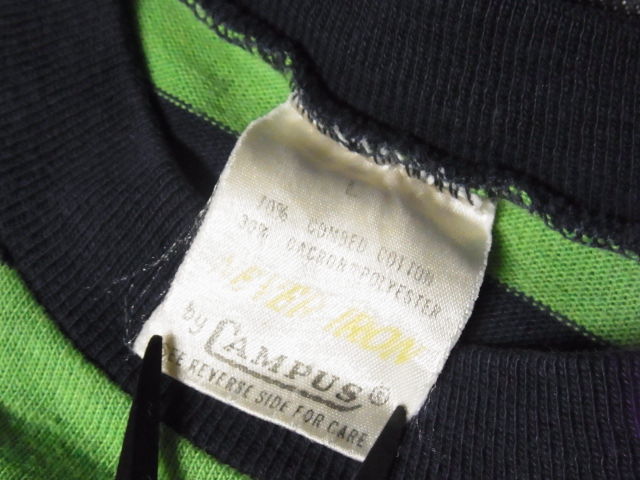 L
70% COMBED COTTON
30% DACRON® POLYESTER
NEVER IRON
by CAMPUS®
SEE REVERSE SIDE FOR CARE